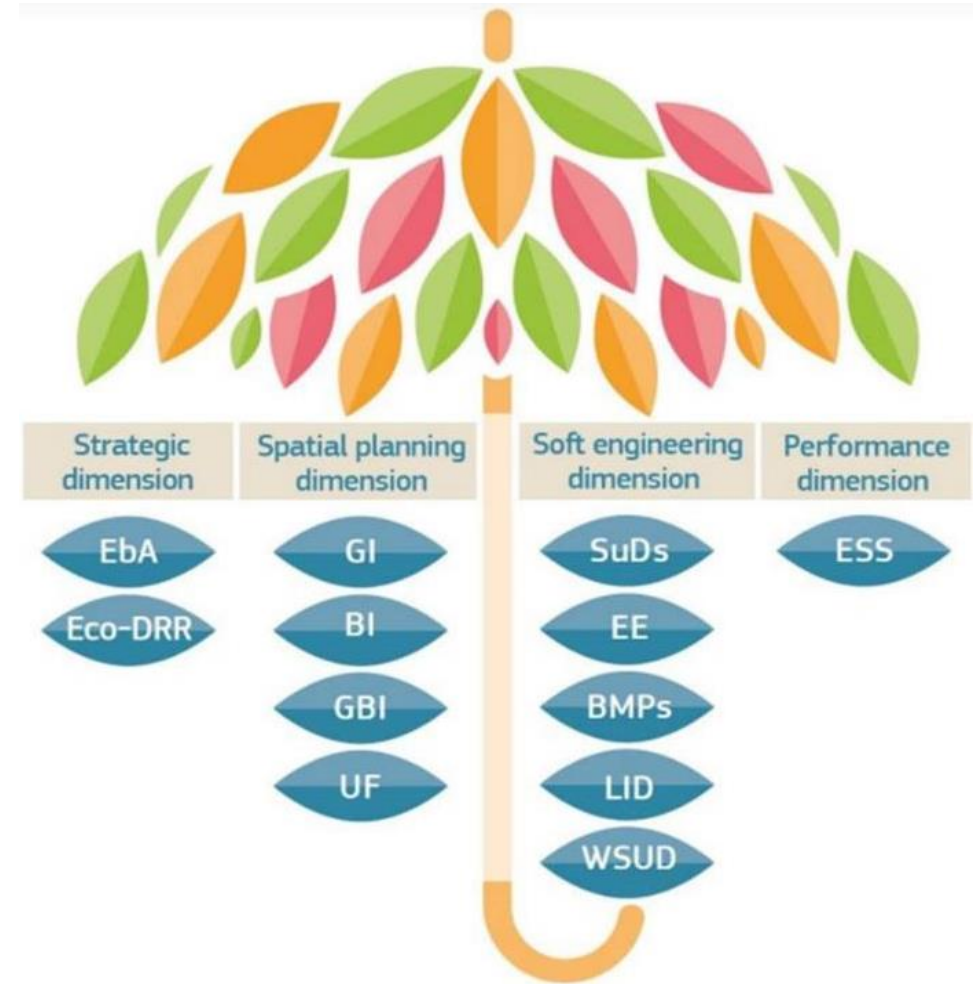 Strategic
dimension
EbA
Eco-DRR
Spatial planning
dimension
GI
BI
GBI
UF
Soft engineering
dimension
SuDs
EE
BMPs
LID
WSUD
Performance
dimension
ESS